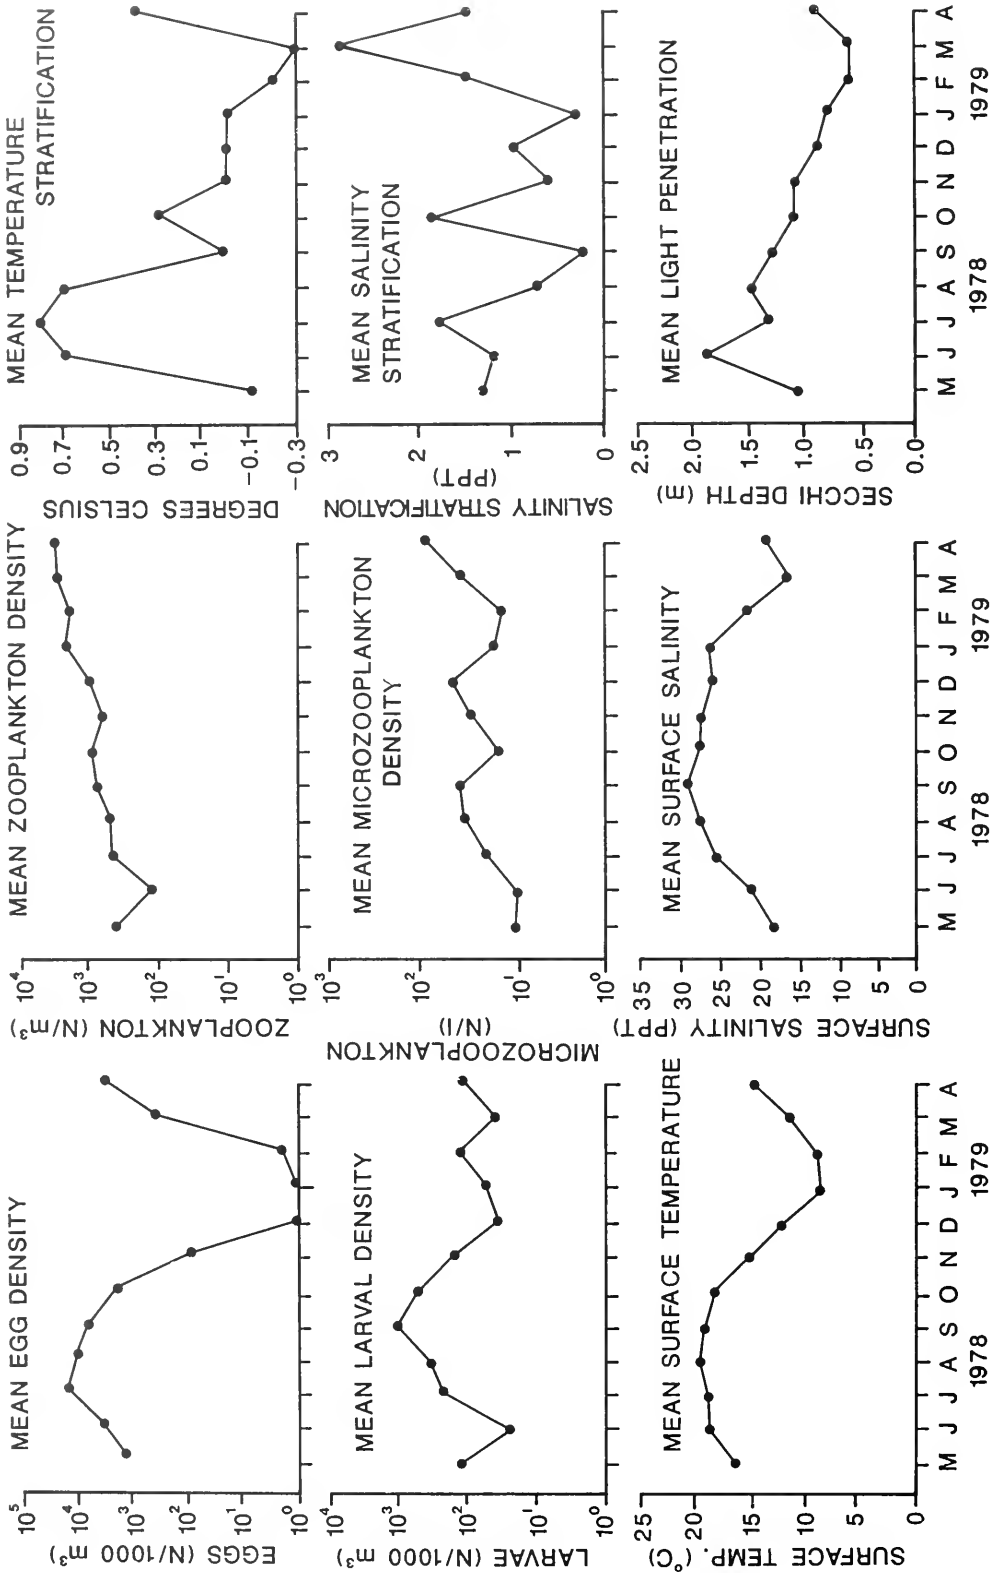 MEAN EGG DENSITY
EGGS (N/1000 m³)
10⁵
10⁴
10³
10²
10¹
10⁰
MEAN ZOOPLANKTON DENSITY
ZOOPLANKTON (N/m³)
10⁴
10³
10²
10¹
10⁰
MEAN TEMPERATURE
STRATIFICATION
DEGREES CELSIUS
0.9
0.7
0.5
0.3
0.1
-0.1
-0.3
MEAN LARVAL DENSITY
LARVAE (N/1000 m³)
10⁴
10³
10²
10¹
10⁰
MEAN MICROZOOPLANKTON
DENSITY
MICROZOOPLANKTON
(N/l)
10³
10²
10¹
10⁰
MEAN SALINITY
STRATIFICATION
SALINITY STRATIFICATION
(PPT)
3
2
1
0
MEAN SURFACE TEMPERATURE
SURFACE TEMP. (°C)
25
20
15
10
5
0
M J J A S O N D J F M A
1978 1979
MEAN SURFACE SALINITY
SURFACE SALINITY (PPT)
35
30
25
20
15
10
5
0
M J J A S O N D J F M A
1978 1979
MEAN LIGHT PENETRATION
SECCHI DEPTH (m)
2.5
2.0
1.5
1.0
0.5
0.0
M J J A S O N D J F M A
1978 1979